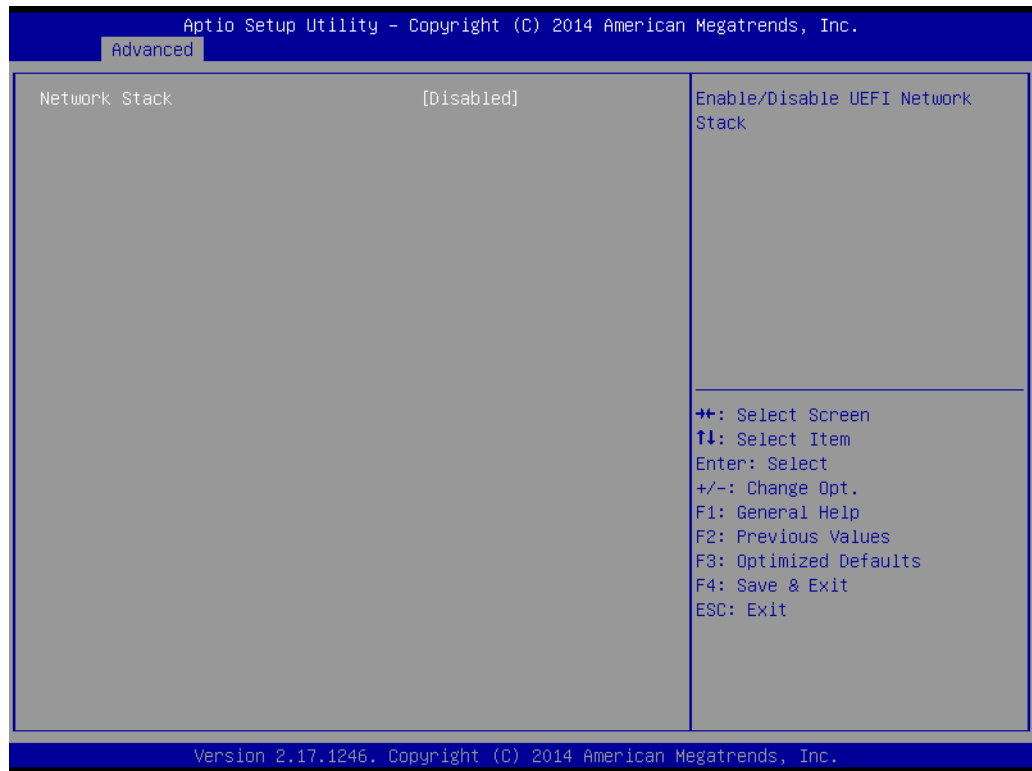 Aptio Setup Utility – Copyright (C) 2014 American Megatrends, Inc.
Advanced
Network Stack [Disabled]
Enable/Disable UEFI Network
Stack
→←: Select Screen
↑↓: Select Item
Enter: Select
+/-: Change Opt.
F1: General Help
F2: Previous Values
F3: Optimized Defaults
F4: Save & Exit
ESC: Exit
Version 2.17.1246. Copyright (C) 2014 American Megatrends, Inc.